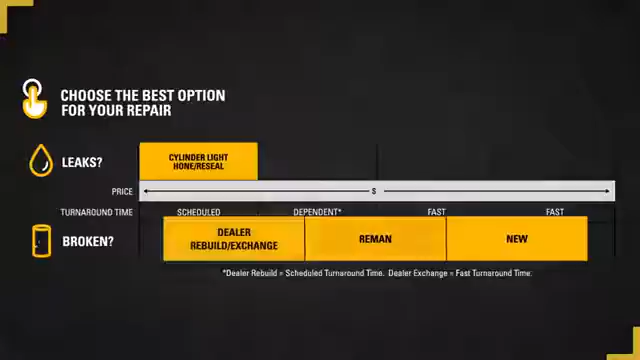 CHOOSE THE BEST OPTION
FOR YOUR REPAIR
LEAKS?
CYLINDER LIGHT
HONE/RESEAL
PRICE
$
TURNAROUND TIME SCHEDULED DEPENDENT* FAST FAST
BROKEN?
DEALER
REBUILD/EXCHANGE
REMAN
NEW
*Dealer Rebuild = Scheduled Turnaround Time. Dealer Exchange = Fast Turnaround Time.